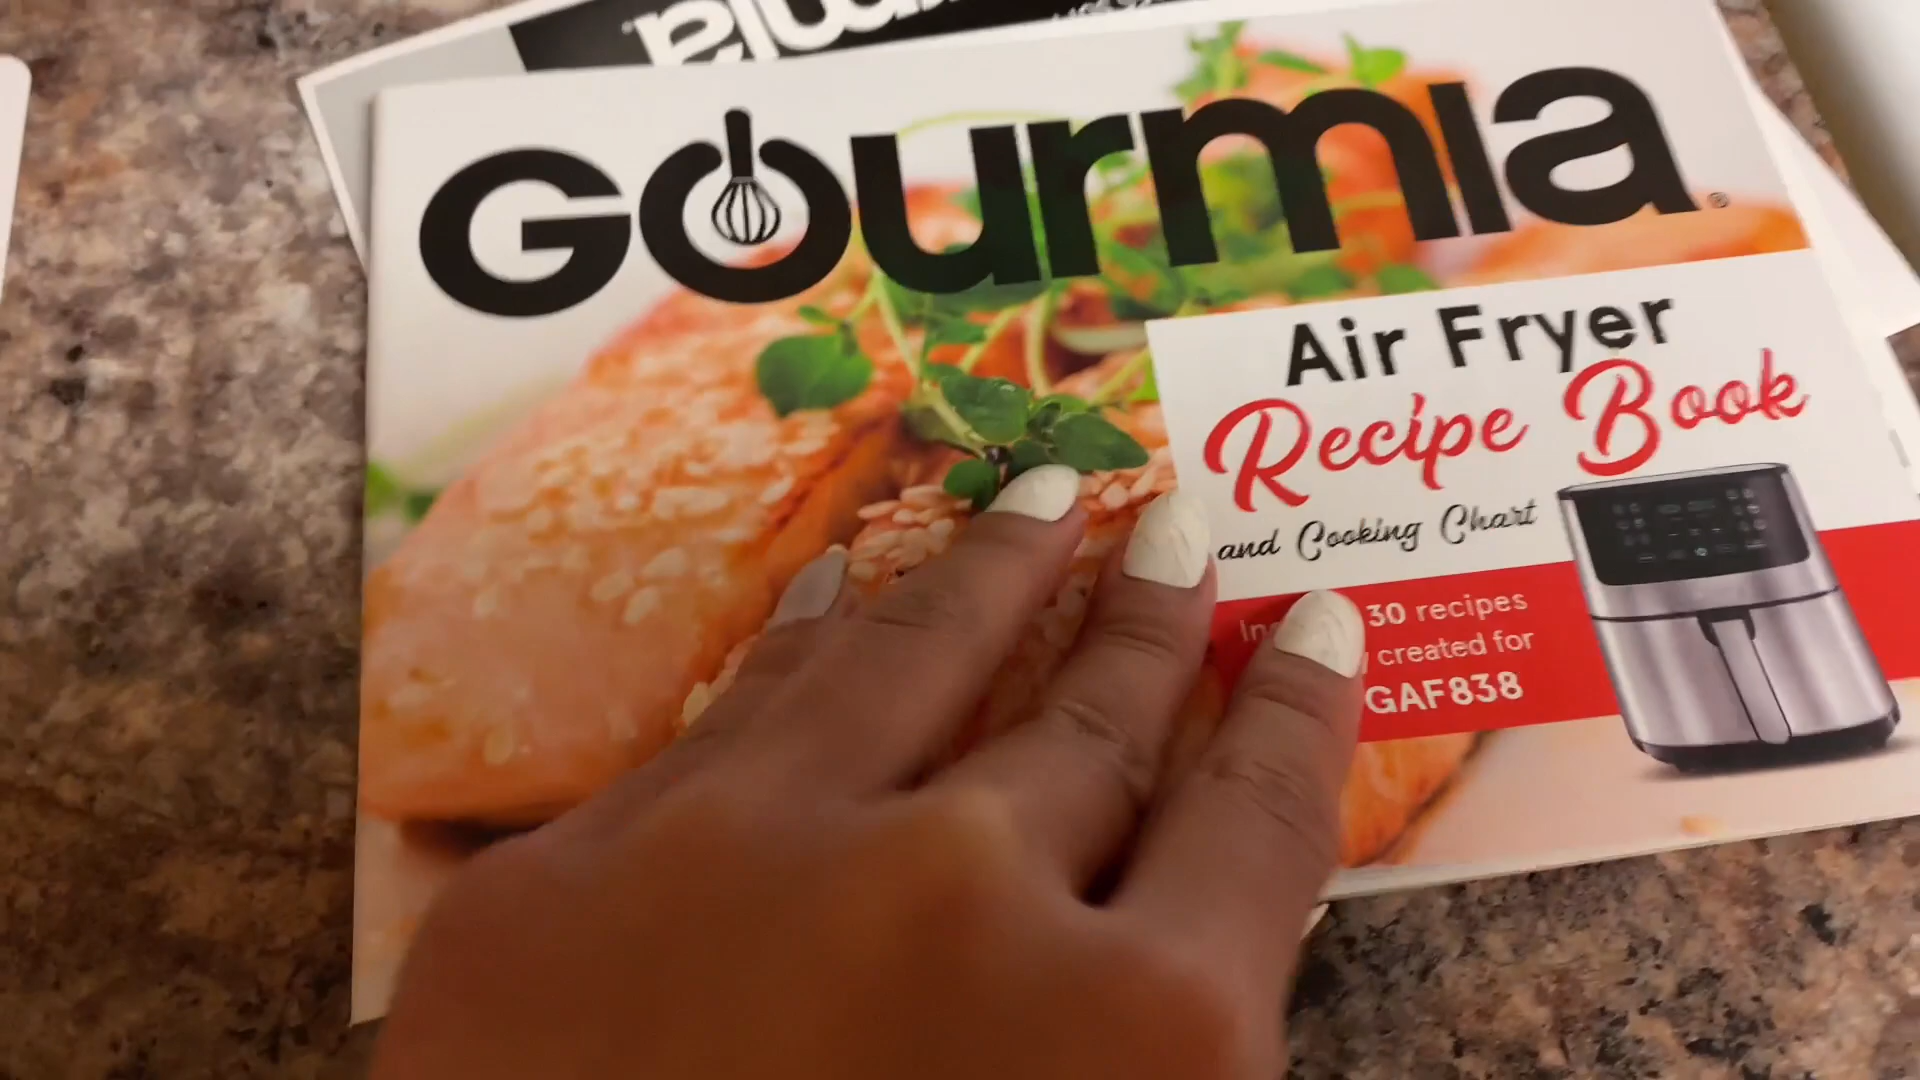 Gourmia®
Air Fryer
Recipe Book
and Cooking Chart
30 recipes
created for
GAF838